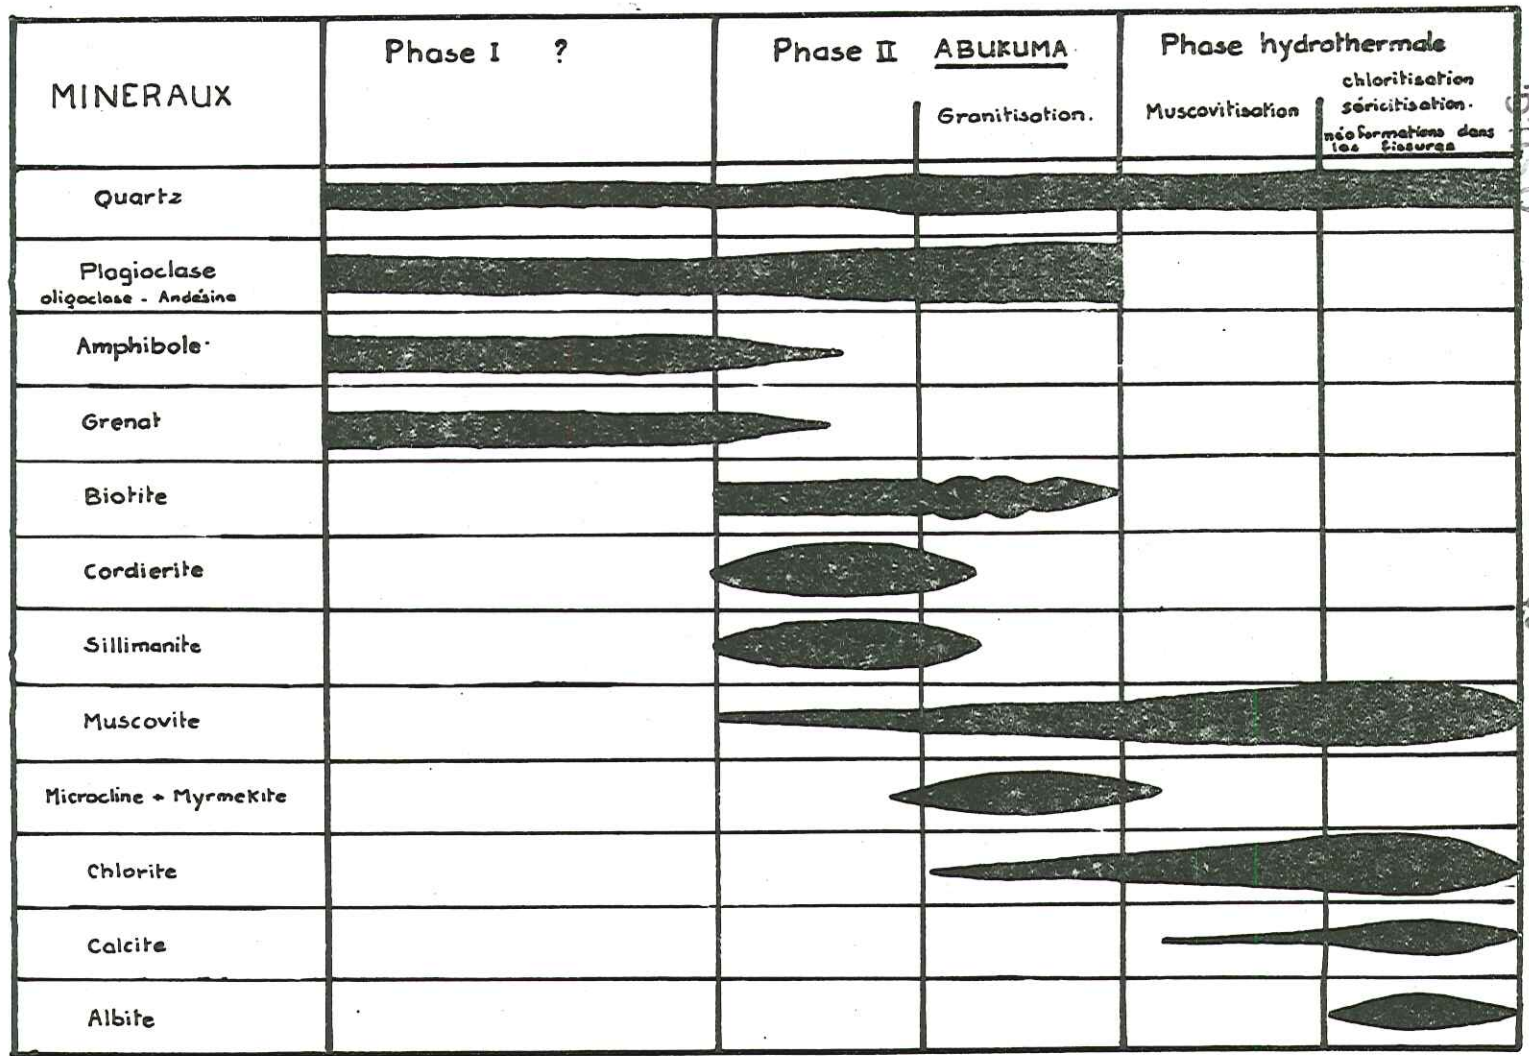 MINERAUX
Phase I ?
Phase II ABUKUMA
Granitisation.
Phase hydrothermale
Muscovitisation
chloritisation
séricitisation.
néoformations dans
les fissures
Quartz
Plagioclase
oligoclase - Andésine
Amphibole
Grenat
Biotite
Cordierite
Sillimanite
Muscovite
Microcline + Myrmekite
Chlorite
Calcite
Albite